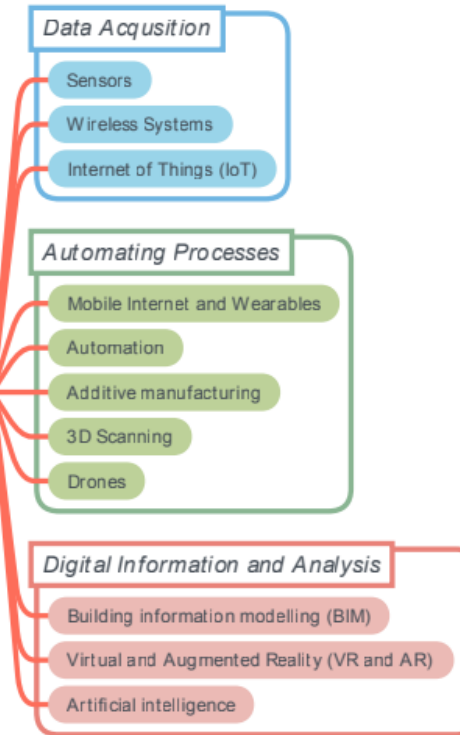 Data Acqusition
Sensors
Wireless Systems
Internet of Things (IoT)
Automating Processes
Mobile Internet and Wearables
Automation
Additive manufacturing
3D Scanning
Drones
Digital Information and Analysis
Building information modelling (BIM)
Virtual and Augmented Reality (VR and AR)
Artificial intelligence